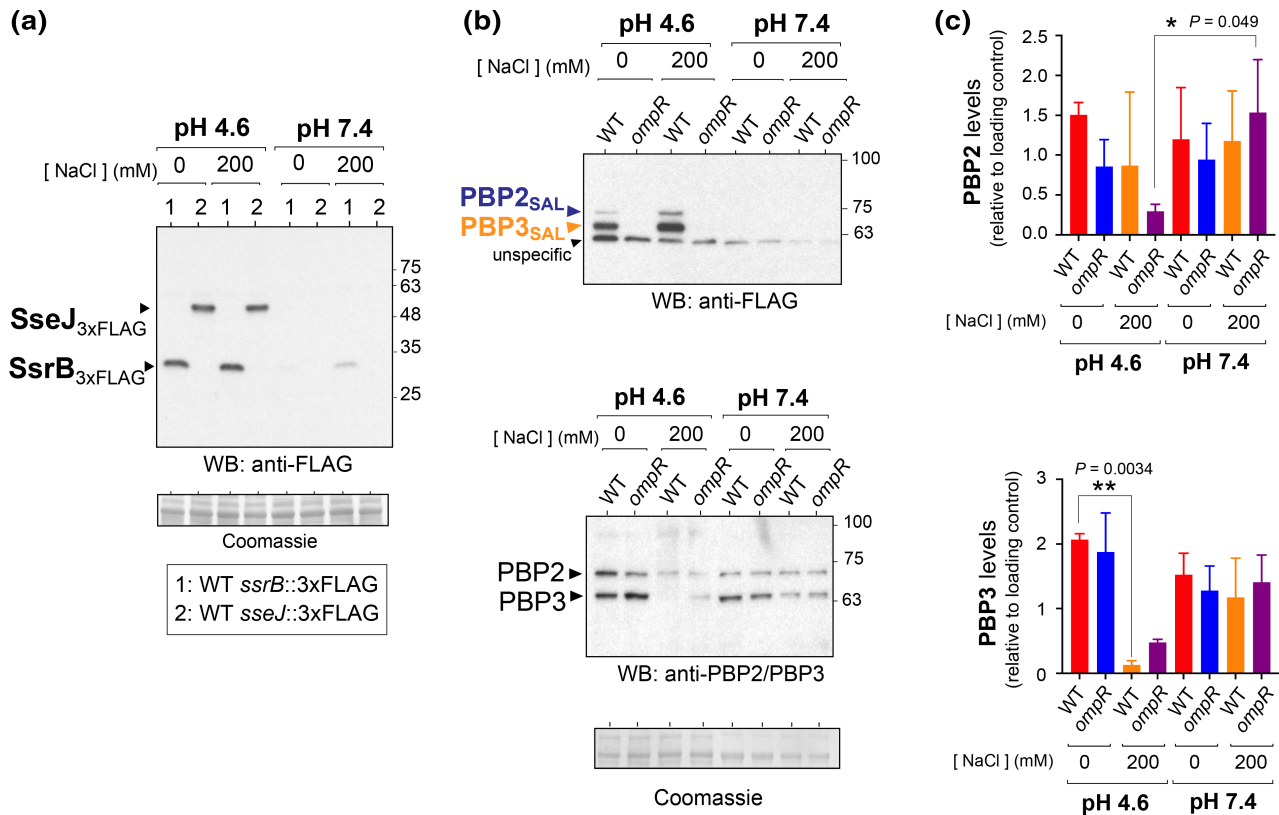 (a)
pH 4.6 pH 7.4
[ NaCl ] (mM) 0 200 0 200
1 2 1 2 1 2 1 2
75
63
SseJ3xFLAG
48
35
SsrB3xFLAG
25
WB: anti-FLAG
Coomassie
1: WT ssrB::3xFLAG
2: WT sseJ::3xFLAG
(b)
pH 4.6 pH 7.4
[ NaCl ] (mM) 0 200 0 200
WT ompR WT ompR WT ompR WT ompR
100
PBP2SAL
75
PBP3SAL
63
unspecific
WB: anti-FLAG
pH 4.6 pH 7.4
[ NaCl ] (mM) 0 200 0 200
WT ompR WT ompR WT ompR WT ompR
100
75
PBP2
PBP3
63
WB: anti-PBP2/PBP3
Coomassie
(c)
* P = 0.049
PBP2 levels
(relative to loading control)
2.5
2.0
1.5
1.0
0.5
0.0
WT ompR WT ompR WT ompR WT ompR
[ NaCl ] (mM) 0 200 0 200
pH 4.6 pH 7.4
P = 0.0034
**
PBP3 levels
(relative to loading control)
3
2
1
0
WT ompR WT ompR WT ompR WT ompR
[ NaCl ] (mM) 0 200 0 200
pH 4.6 pH 7.4